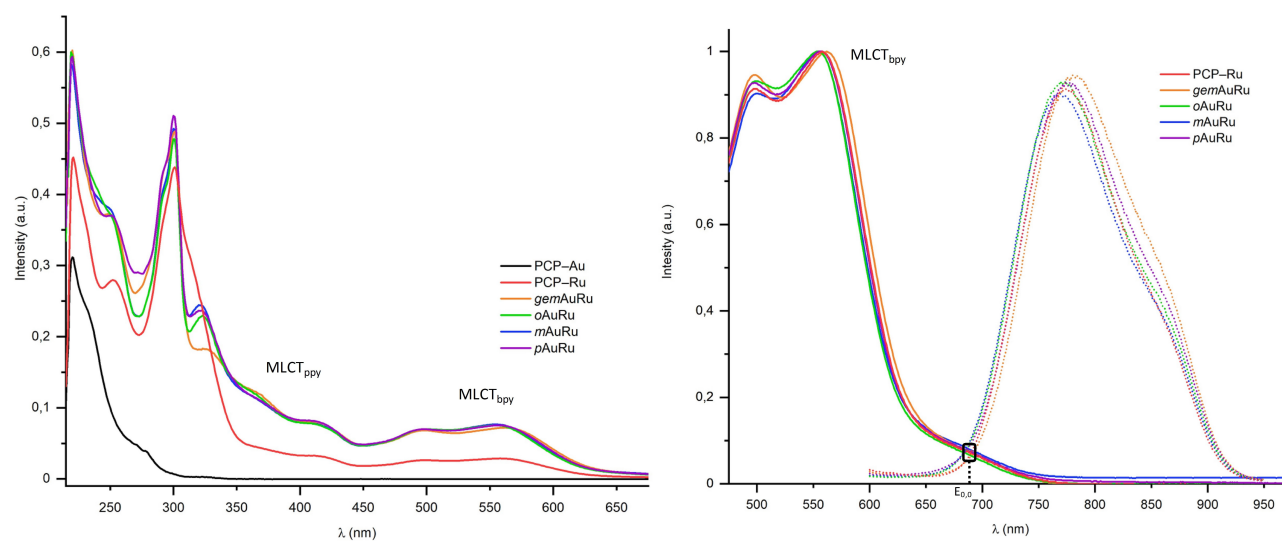 0,6
0,5
0,4
0,3
0,2
0,1
0
Intensity (a.u.)
250 300 350 400 450 500 550 600 650
λ (nm)
MLCTppy
MLCTbpy
PCP–Au
PCP–Ru
gemAuRu
oAuRu
mAuRu
pAuRu
1
0,8
0,6
0,4
0,2
0
Intesity (a.u.)
500 550 600 650 700 750 800 850 900 950
λ (nm)
MLCTbpy
E0,0
PCP–Ru
gemAuRu
oAuRu
mAuRu
pAuRu